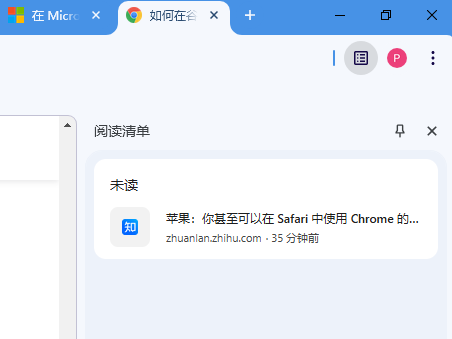 在 Micro
如何在谷
P
阅读清单
未读
知
苹果：你甚至可以在 Safari 中使用 Chrome 的...
zhuanlan.zhihu.com · 35 分钟前